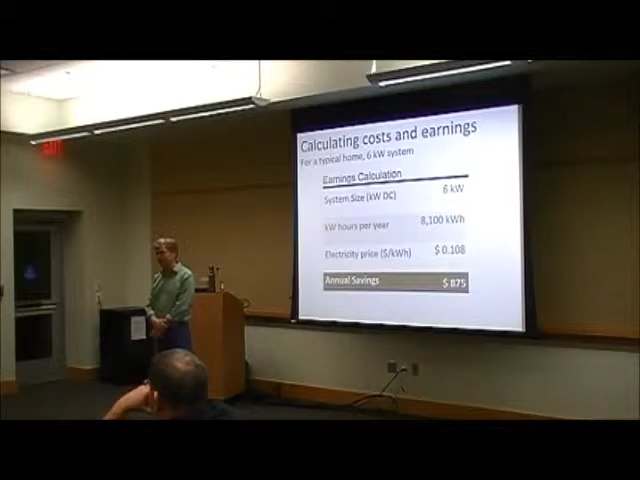 EXIT
Calculating costs and earnings
For a typical home, 6 kW system
Earnings Calculation
System Size (kW DC) 6 kW
kW hours per year 8,100 kWh
Electricity price ($/kWh) $ 0.108
Annual Savings $ 875